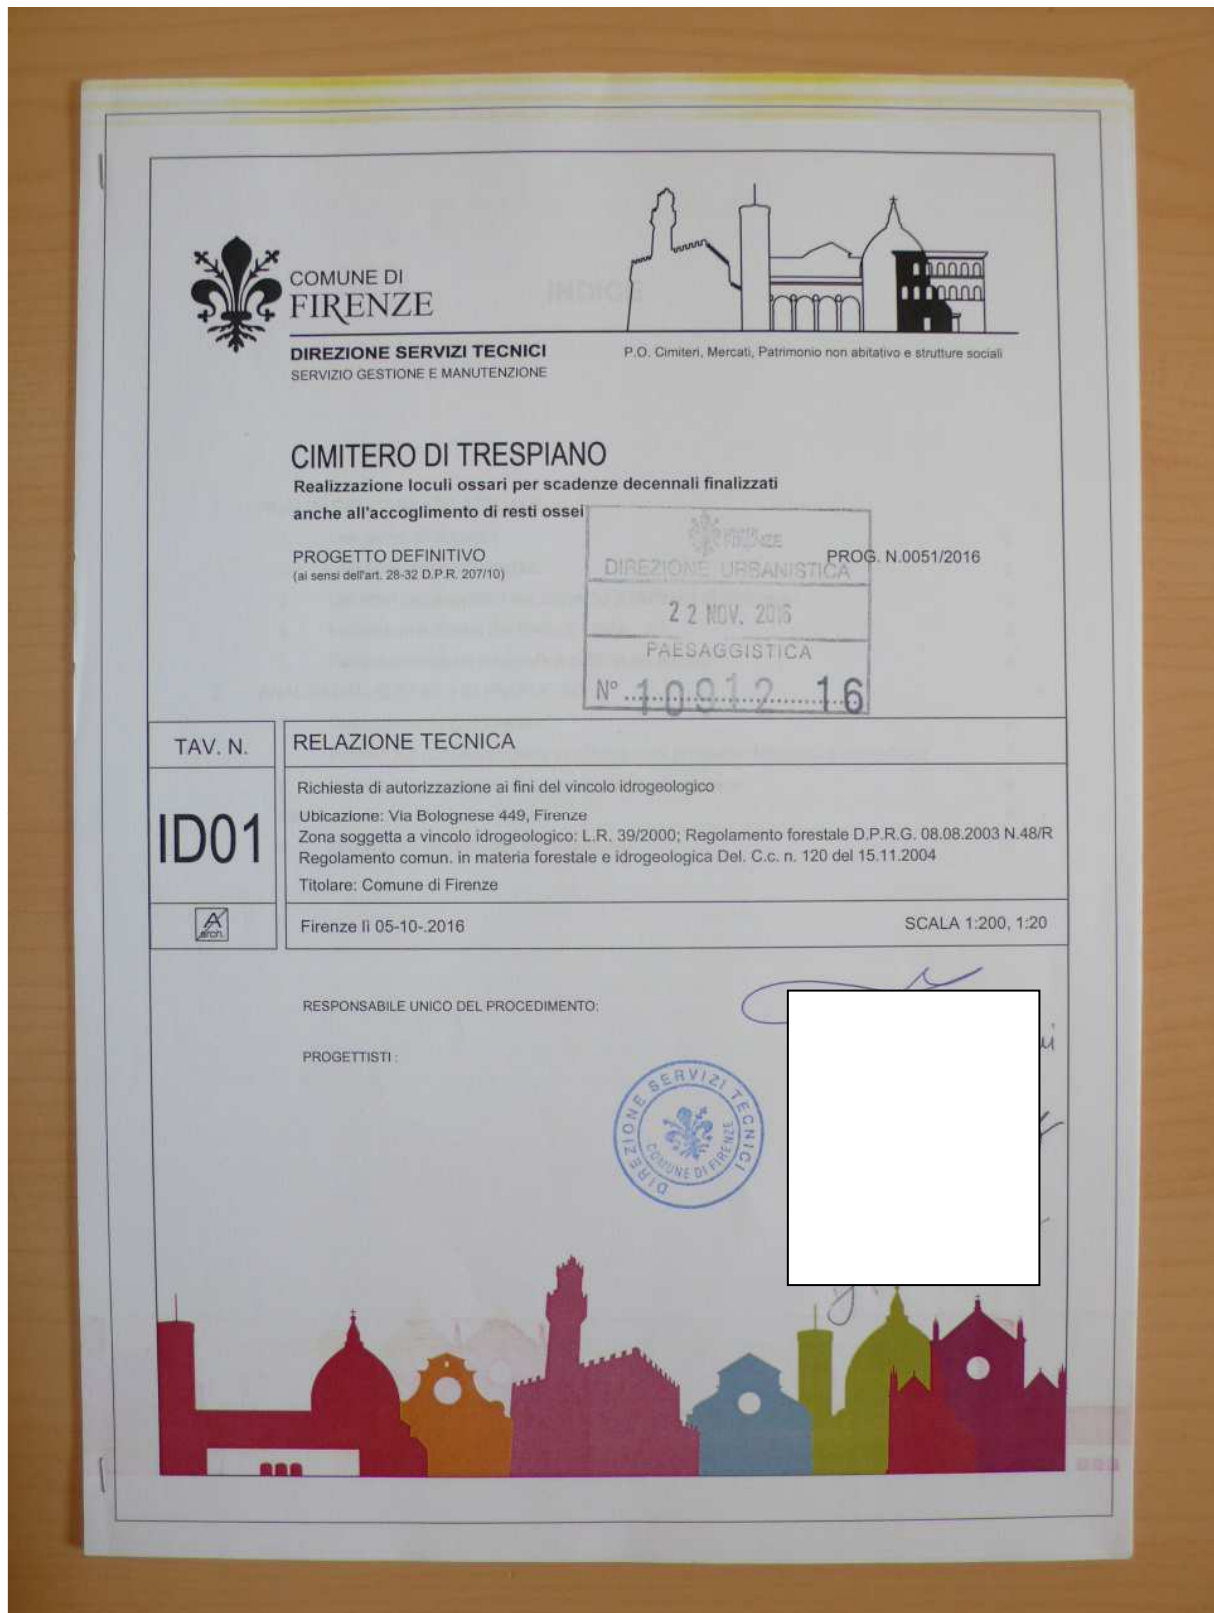 COMUNE DI
FIRENZE
INDICE
DIREZIONE SERVIZI TECNICI
SERVIZIO GESTIONE E MANUTENZIONE
P.O. Cimiteri, Mercati, Patrimonio non abitativo e strutture sociali
CIMITERO DI TRESPIANO
Realizzazione loculi ossari per scadenze decennali finalizzati
anche all'accoglimento di resti ossei
PROGETTO DEFINITIVO
(ai sensi dell'art. 28-32 D.P.R. 207/10)
PROG. N.0051/2016
FIRENZE
DIREZIONE URBANISTICA
22 NOV. 2016
PAESAGGISTICA
N° 10912 16
TAV. N.
RELAZIONE TECNICA
ID01
Richiesta di autorizzazione ai fini del vincolo idrogeologico
Ubicazione: Via Bolognese 449, Firenze
Zona soggetta a vincolo idrogeologico: L.R. 39/2000; Regolamento forestale D.P.R.G. 08.08.2003 N.48/R
Regolamento comun. in materia forestale e idrogeologica Del. C.c. n. 120 del 15.11.2004
Titolare: Comune di Firenze
A
arch.
Firenze lì 05-10-.2016
SCALA 1:200, 1:20
RESPONSABILE UNICO DEL PROCEDIMENTO:
PROGETTISTI :
DIREZIONE SERVIZI TECNICI
COMUNE DI FIRENZE